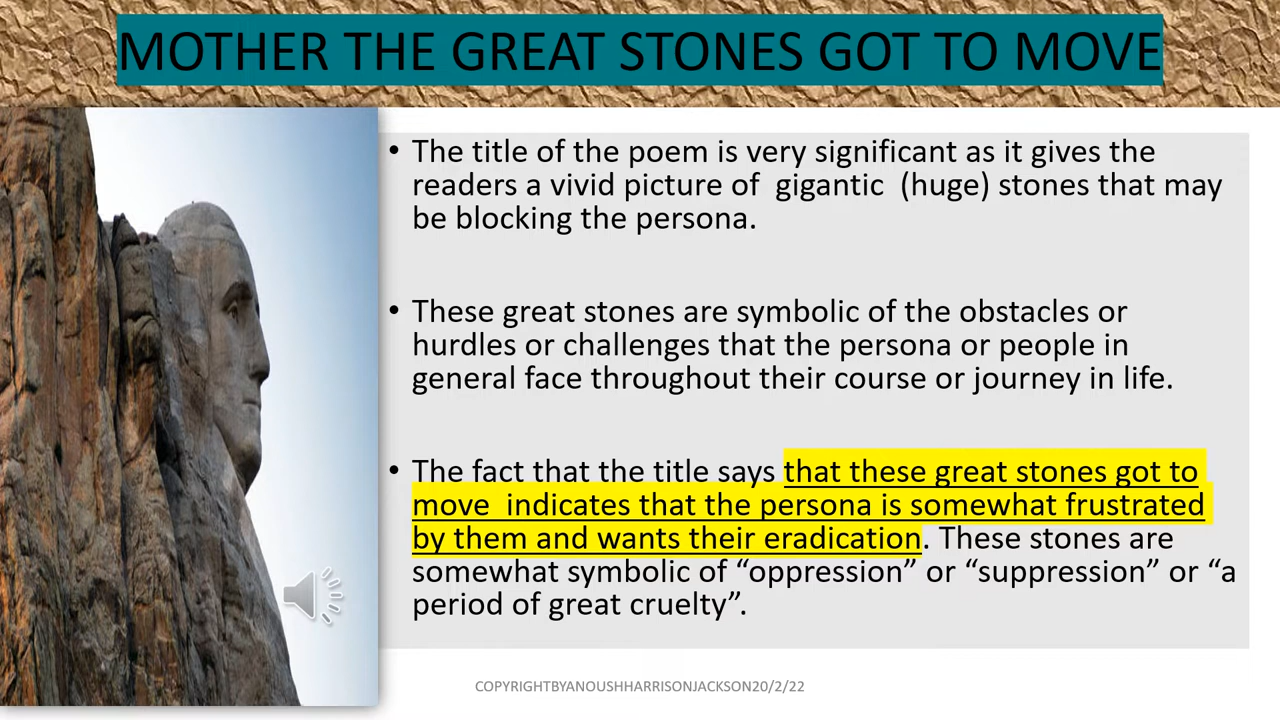 MOTHER THE GREAT STONES GOT TO MOVE
• The title of the poem is very significant as it gives the
readers a vivid picture of  gigantic  (huge) stones that may
be blocking the persona.
• These great stones are symbolic of the obstacles or
hurdles or challenges that the persona or people in
general face throughout their course or journey in life.
• The fact that the title says that these great stones got to
move  indicates that the persona is somewhat frustrated
by them and wants their eradication. These stones are
somewhat symbolic of “oppression” or “suppression” or “a
period of great cruelty”.
COPYRIGHTBYANOUSHHARRISONJACKSON20/2/22